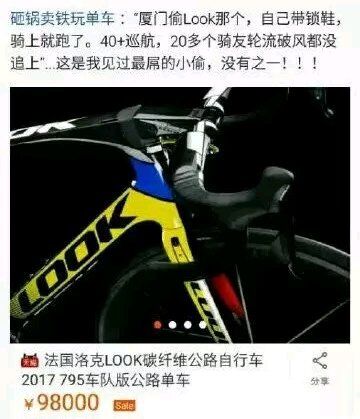 砸锅卖铁玩单车：“厦门偷Look那个，自己带锁鞋，
骑上就跑了。40+巡航，20多个骑友轮流破风都没
追上”...这是我见过最屌的小偷，没有之一！！！
LOOK
LOOK
天猫 法国洛克LOOK碳纤维公路自行车
2017 795车队版公路单车
分享
￥98000 Sale